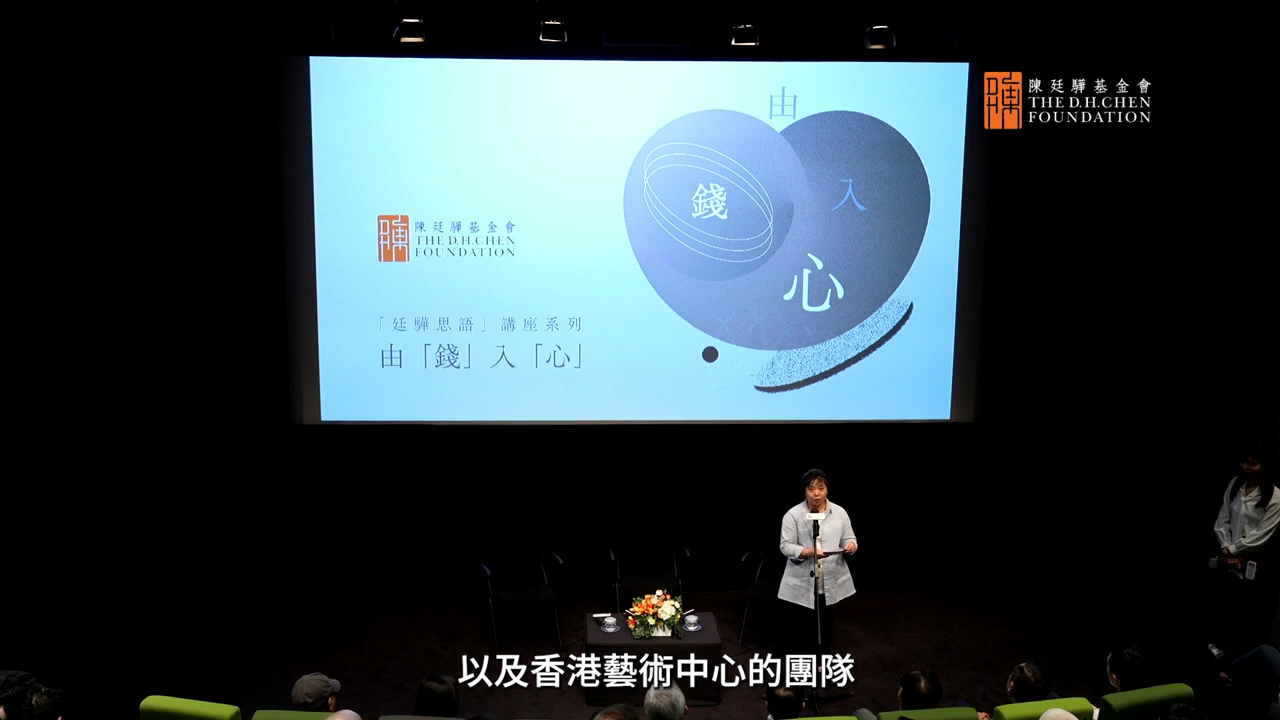 由
錢
入
心
陳廷驊基金會
THE D.H.CHEN
FOUNDATION
「廷驊思語」講座系列
由「錢」入「心」
陳廷驊基金會
THE D.H.CHEN
FOUNDATION
以及香港藝術中心的團隊